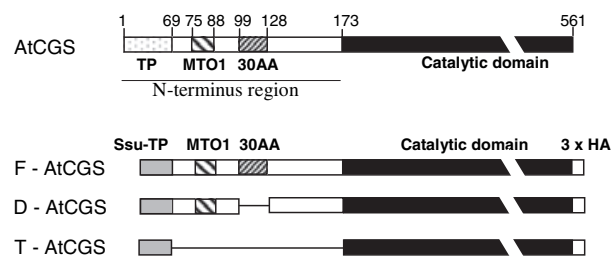 1 69 75 88 99 128 173 561
AtCGS
TP MTO1 30AA Catalytic domain
N-terminus region
Ssu-TP MTO1 30AA Catalytic domain 3 x HA
F - AtCGS
D - AtCGS
T - AtCGS